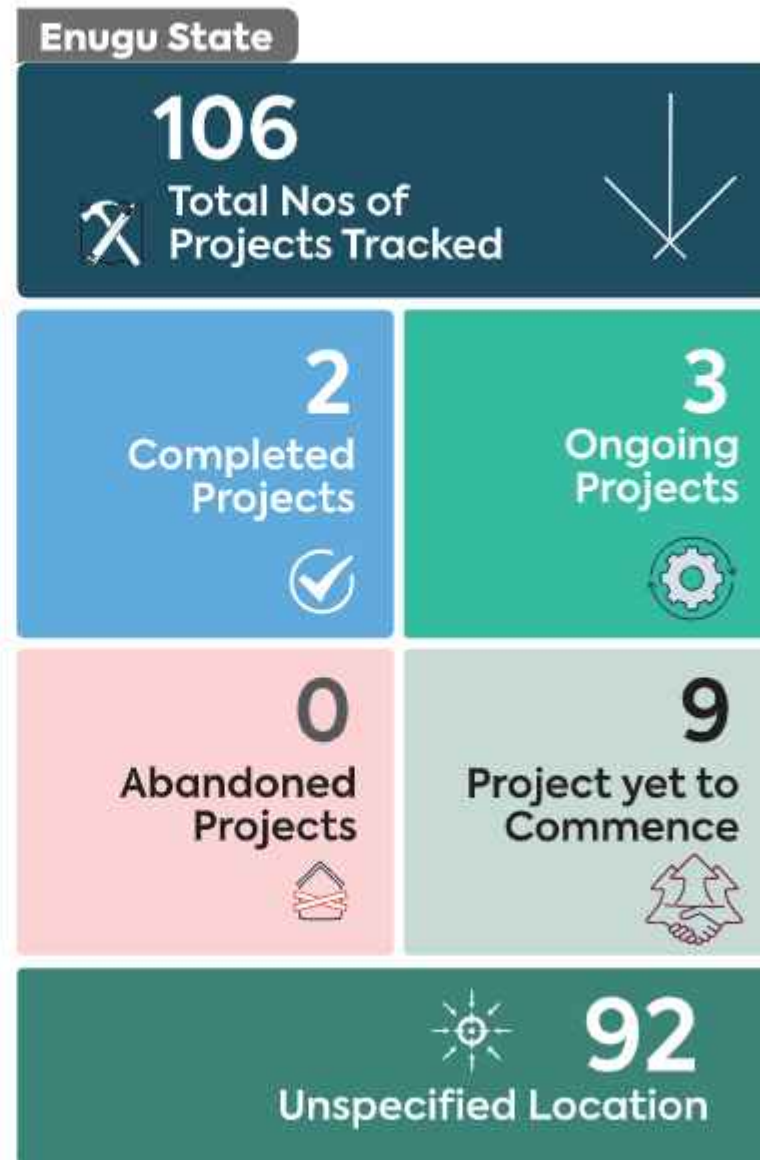 Enugu State
106
Total Nos of
Projects Tracked
2
Completed
Projects
3
Ongoing
Projects
0
Abandoned
Projects
9
Project yet to
Commence
92
Unspecified Location